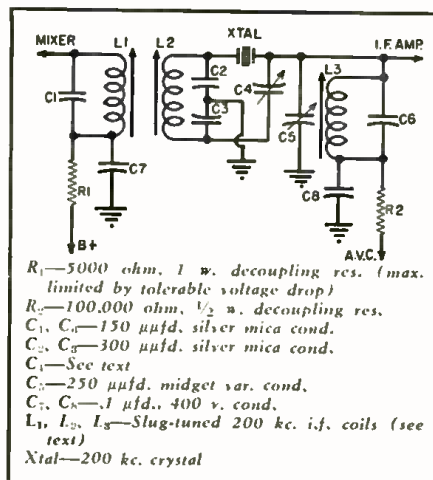 MIXER L1 L2 XTAL I.F. AMP.
C1 C2 C3 C4 C5 L3 C6
C7 C8
R1 R2
B+ A.V.C.
R₁—5000 ohm, 1 w. decoupling res. (max.
limited by tolerable voltage drop)
R₂—100,000 ohm, ½ w. decoupling res.
C₁, C₆—150 μμfd. silver mica cond.
C₂, C₃—300 μμfd. silver mica cond.
C₄—See text
C₅—250 μμfd. midget var. cond.
C₇, C₈—.1 μfd., 400 v. cond.
L₁, L₂, L₃—Slug-tuned 200 kc. i.f. coils (see
text)
Xtal—200 kc. crystal